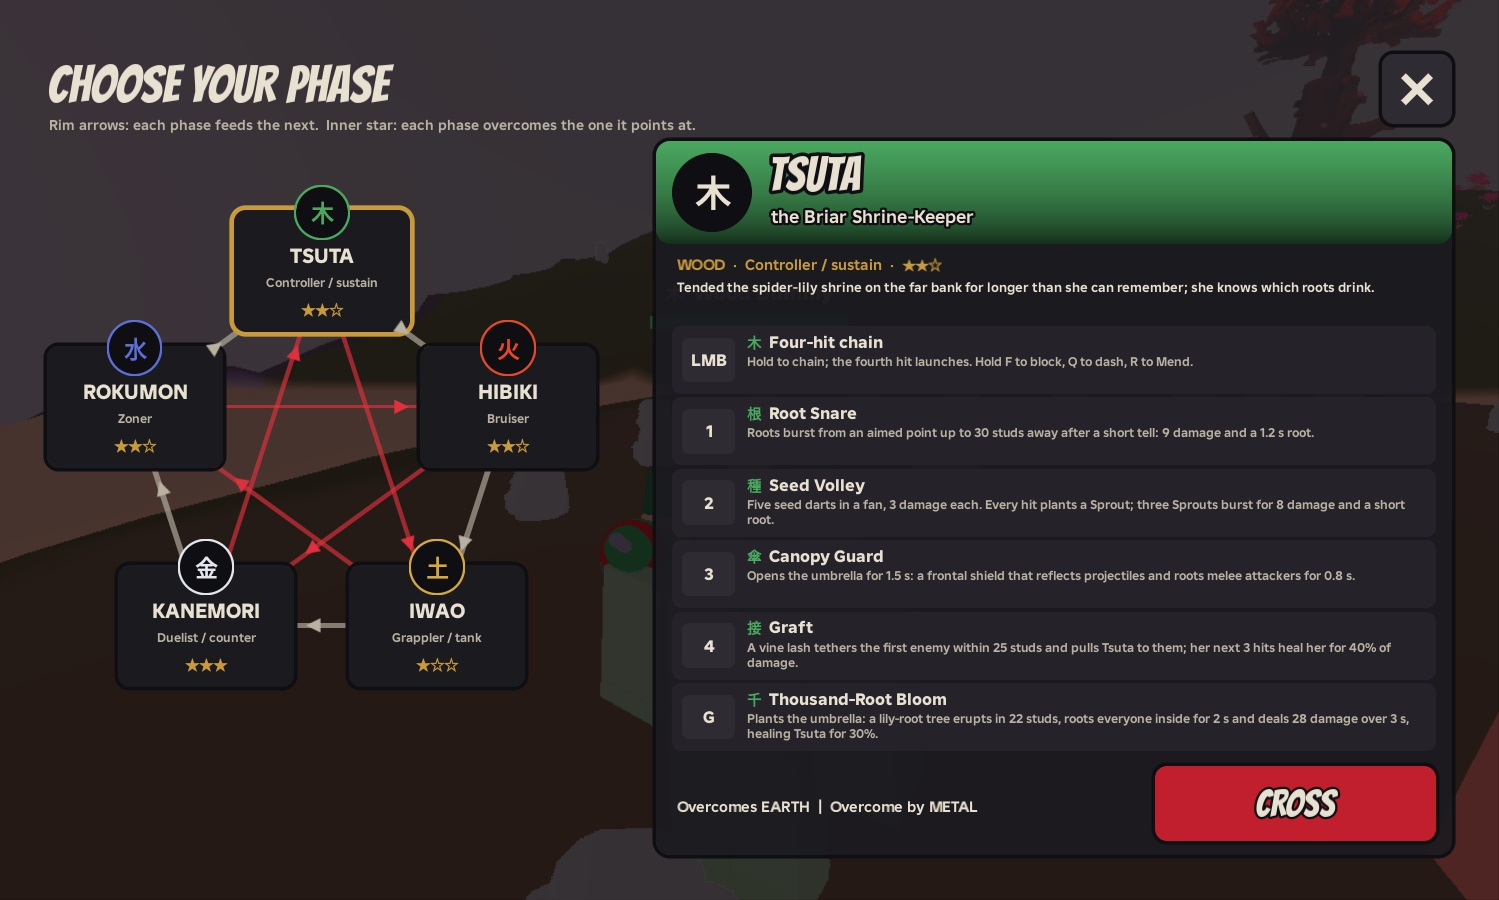 CHOOSE YOUR PHASE
Rim arrows: each phase feeds the next. Inner star: each phase overcomes the one it points at.
木
TSUTA
Controller / sustain
★★☆
水
ROKUMON
Zoner
★★☆
火
HIBIKI
Bruiser
★★☆
金
KANEMORI
Duelist / counter
★★★
土
IWAO
Grappler / tank
★☆☆
木
TSUTA
the Briar Shrine-Keeper
WOOD · Controller / sustain · ★★☆
Tended the spider-lily shrine on the far bank for longer than she can remember; she knows which roots drink.
LMB
木 Four-hit chain
Hold to chain; the fourth hit launches. Hold F to block, Q to dash, R to Mend.
1
根 Root Snare
Roots burst from an aimed point up to 30 studs away after a short tell: 9 damage and a 1.2 s root.
2
種 Seed Volley
Five seed darts in a fan, 3 damage each. Every hit plants a Sprout; three Sprouts burst for 8 damage and a short
root.
3
傘 Canopy Guard
Opens the umbrella for 1.5 s: a frontal shield that reflects projectiles and roots melee attackers for 0.8 s.
4
接 Graft
A vine lash tethers the first enemy within 25 studs and pulls Tsuta to them; her next 3 hits heal her for 40% of
damage.
G
千 Thousand-Root Bloom
Plants the umbrella: a lily-root tree erupts in 22 studs, roots everyone inside for 2 s and deals 28 damage over 3 s,
healing Tsuta for 30%.
Overcomes EARTH | Overcome by METAL
CROSS